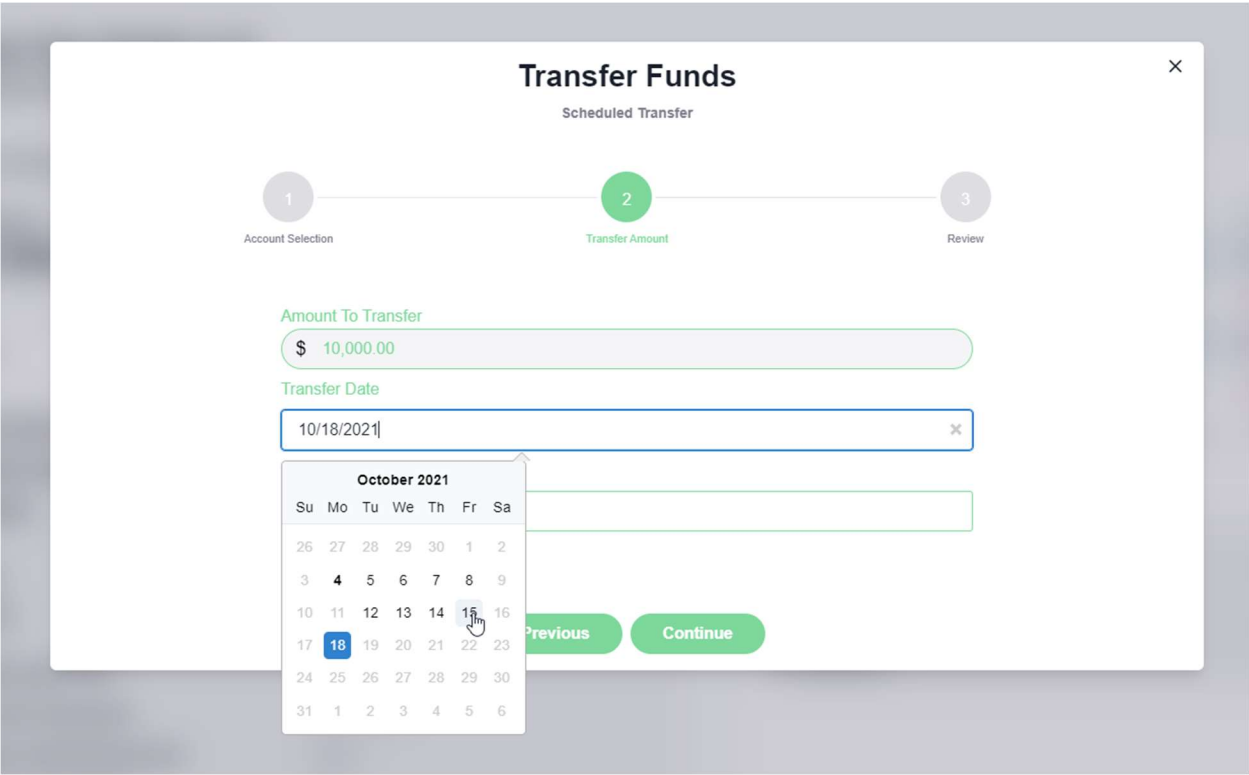 Transfer Funds
×
Scheduled Transfer
1
2
3
Account Selection
Transfer Amount
Review
Amount To Transfer
$ 10,000.00
Transfer Date
10/18/2021 ×
October 2021
Su Mo Tu We Th Fr Sa
26 27 28 29 30 1 2
3 4 5 6 7 8 9
10 11 12 13 14 15 16
17 18 19 20 21 22 23
24 25 26 27 28 29 30
31 1 2 3 4 5 6
Previous
Continue